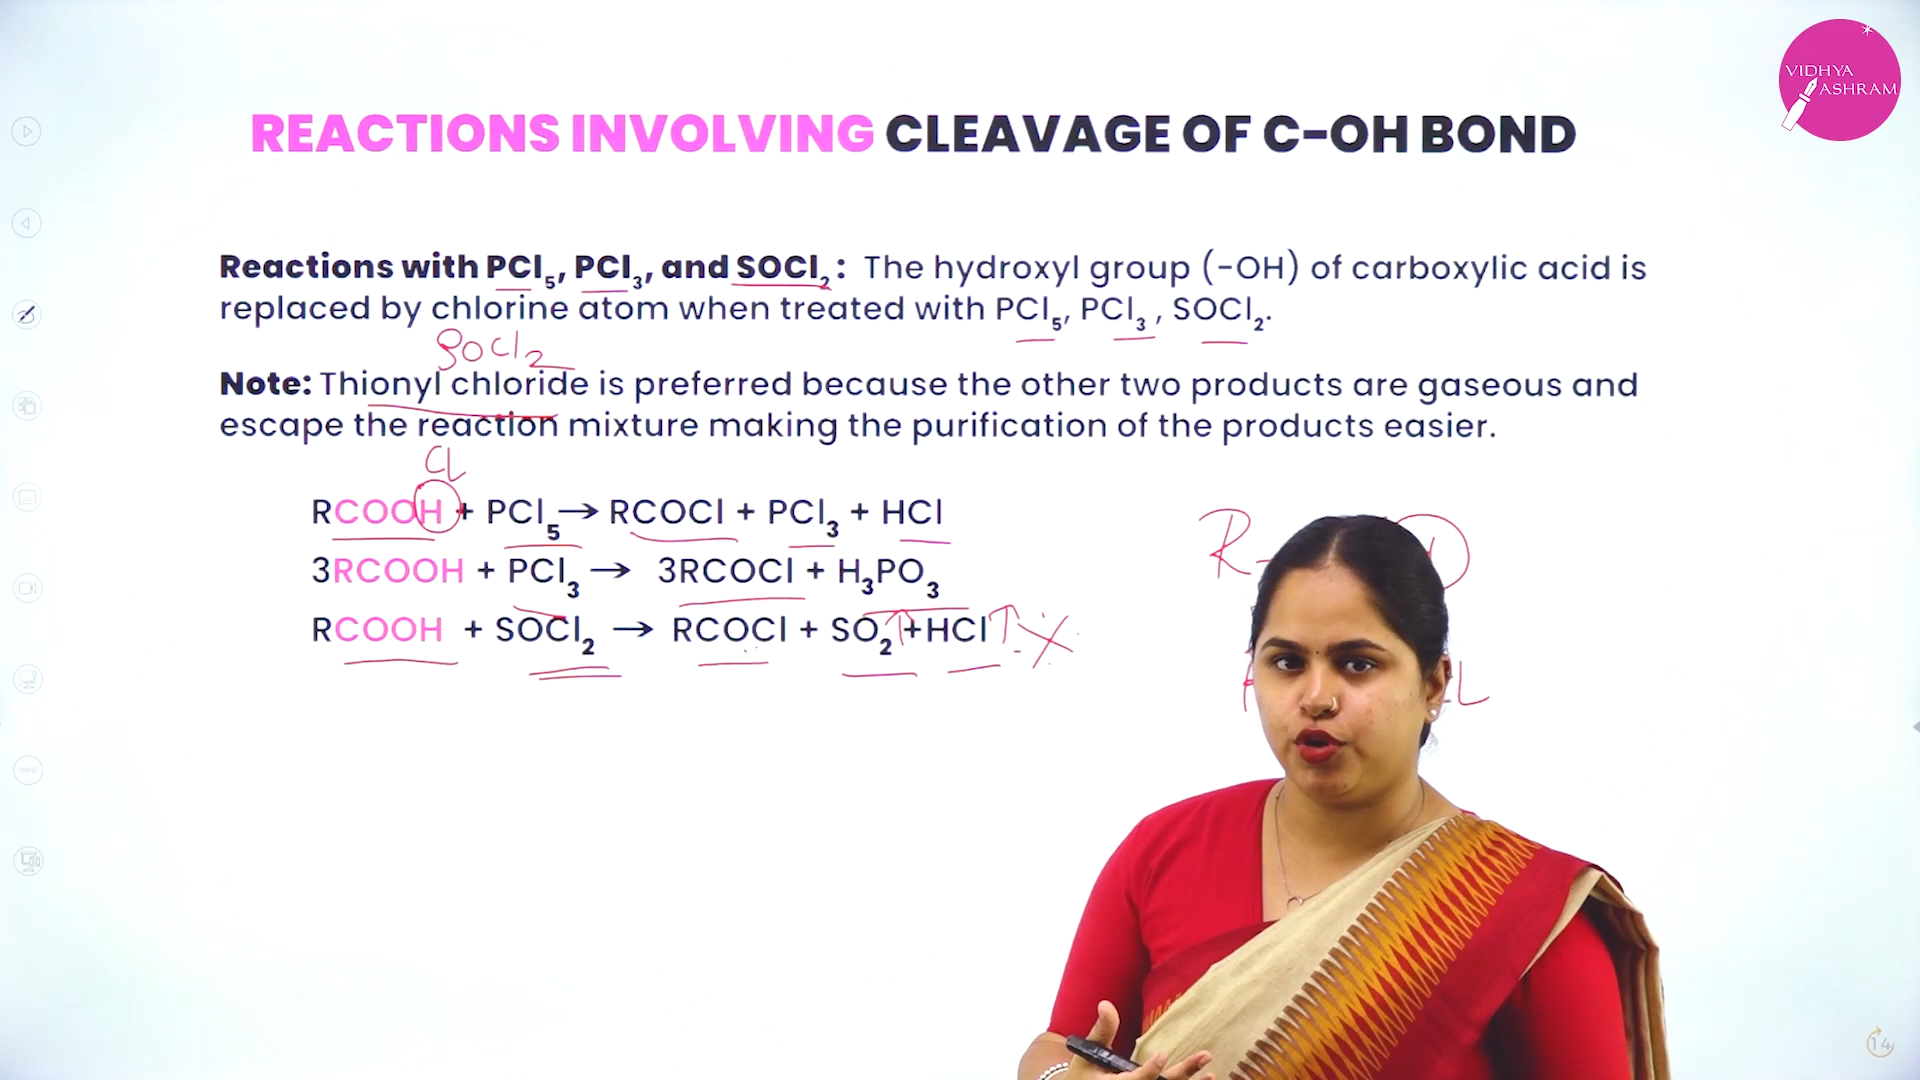 VIDHYA
ASHRAM
REACTIONS INVOLVING CLEAVAGE OF C-OH BOND
Reactions with PCl5, PCl3, and SOCl2: The hydroxyl group (-OH) of carboxylic acid is
replaced by chlorine atom when treated with PCl5, PCl3, SOCl2.
SOCl2
Note: Thionyl chloride is preferred because the other two products are gaseous and
escape the reaction mixture making the purification of the products easier.
Cl
RCOOH + PCl5 → RCOCl + PCl3 + HCl
3RCOOH + PCl3 → 3RCOCl + H3PO3
RCOOH + SOCl2 → RCOCl + SO2↑ + HCl↑
R-
14